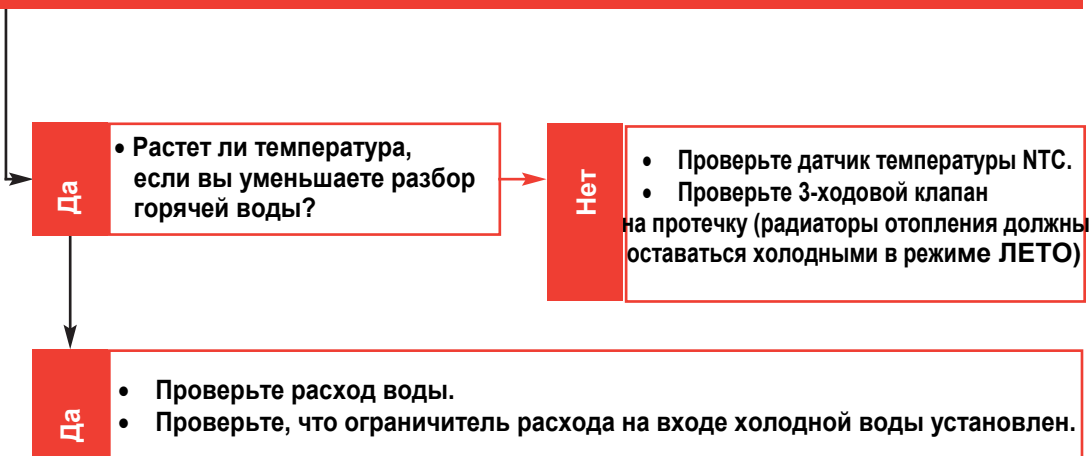 Да
• Растет ли температура,
если вы уменьшаете разбор
горячей воды?
Нет
• Проверьте датчик температуры NTC.
• Проверьте 3-ходовой клапан
на протечку (радиаторы отопления должны
оставаться холодными в режиме ЛЕТО)
Да
• Проверьте расход воды.
• Проверьте, что ограничитель расхода на входе холодной воды установлен.